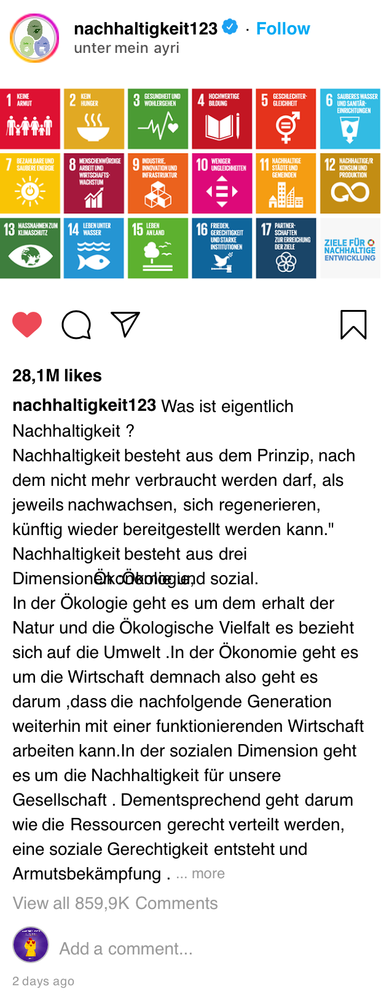 nachhaltigkeit123 · Follow
unter mein ayri
1 KEINE ARMUT
2 KEIN HUNGER
3 GESUNDHEIT UND WOHLERGEHEN
4 HOCHWERTIGE BILDUNG
5 GESCHLECHTER-GLEICHHEIT
6 SAUBERES WASSER UND SANITÄR-EINRICHTUNGEN
7 BEZAHLBARE UND SAUBERE ENERGIE
8 MENSCHENWÜRDIGE ARBEIT UND WIRTSCHAFTS-WACHSTUM
9 INDUSTRIE, INNOVATION UND INFRASTRUKTUR
10 WENIGER UNGLEICHHEITEN
11 NACHHALTIGE STÄDTE UND GEMEINDEN
12 NACHHALTIGE/R KONSUM UND PRODUKTION
13 MASSNAHMEN ZUM KLIMASCHUTZ
14 LEBEN UNTER WASSER
15 LEBEN AN LAND
16 FRIEDEN, GERECHTIGKEIT UND STARKE INSTITUTIONEN
17 PARTNER-SCHAFTEN ZUR ERREICHUNG DER ZIELE
ZIELE FÜR
NACHHALTIGE
ENTWICKLUNG
28,1M likes
nachhaltigkeit123 Was ist eigentlich
Nachhaltigkeit ?
Nachhaltigkeit besteht aus dem Prinzip, nach
dem nicht mehr verbraucht werden darf, als
jeweils nachwachsen, sich regenerieren,
künftig wieder bereitgestellt werden kann."
Nachhaltigkeit besteht aus drei
Dimensionen und sozial.
In der Ökologie geht es um dem erhalt der
Natur und die Ökologische Vielfalt es bezieht
sich auf die Umwelt .In der Ökonomie geht es
um die Wirtschaft demnach also geht es
darum ,dass die nachfolgende Generation
weiterhin mit einer funktionierenden Wirtschaft
arbeiten kann.In der sozialen Dimension geht
es um die Nachhaltigkeit für unsere
Gesellschaft . Dementsprechend geht darum
wie die Ressourcen gerecht verteilt werden,
eine soziale Gerechtigkeit entsteht und
Armutsbekämpfung . ... more
View all 859,9K Comments
Add a comment...
2 days ago